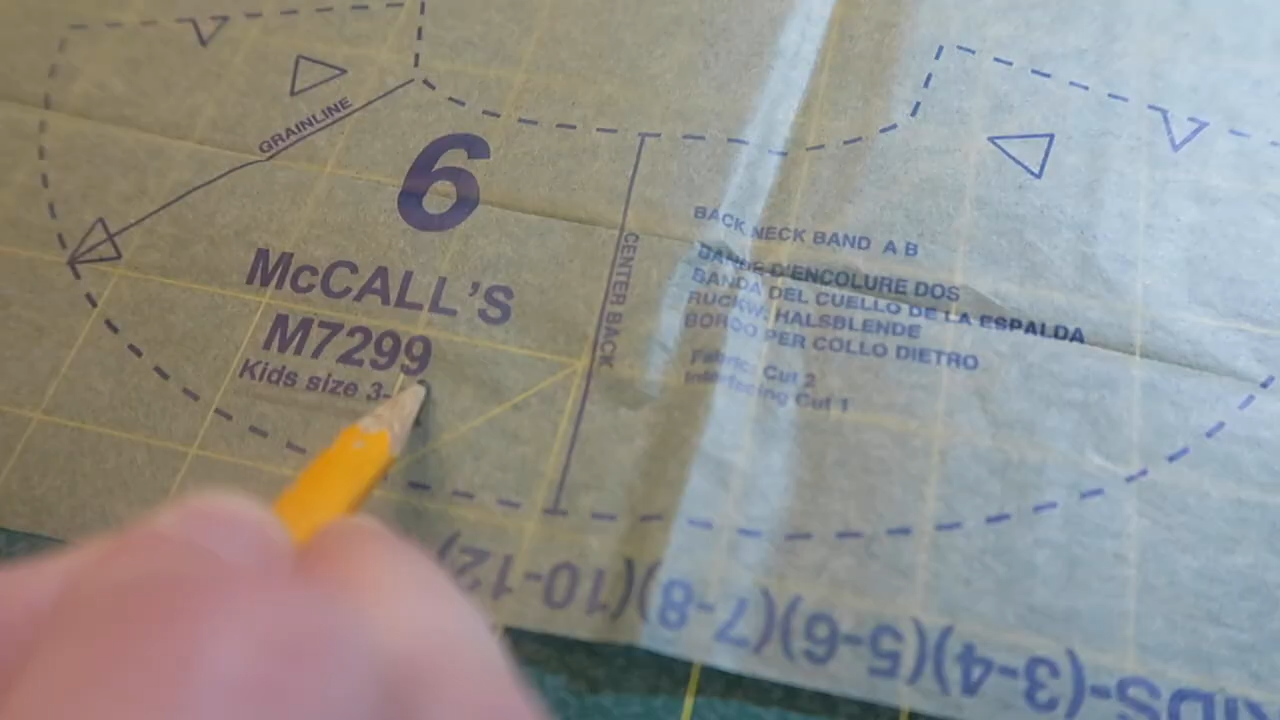 GRAINLINE
6
McCALL'S
M7299
Kids size 3-
CENTER BACK
BACK NECK BAND A B
BANDE D'ENCOLURE DOS
BANDA DEL CUELLO DE LA ESPALDA
RUCKW. HALSBLENDE
BORDO PER COLLO DIETRO
Fabric: Cut 2
Interfacing Cut 1
KIDS-(3-4)(5-6)(7-8)(10-12)